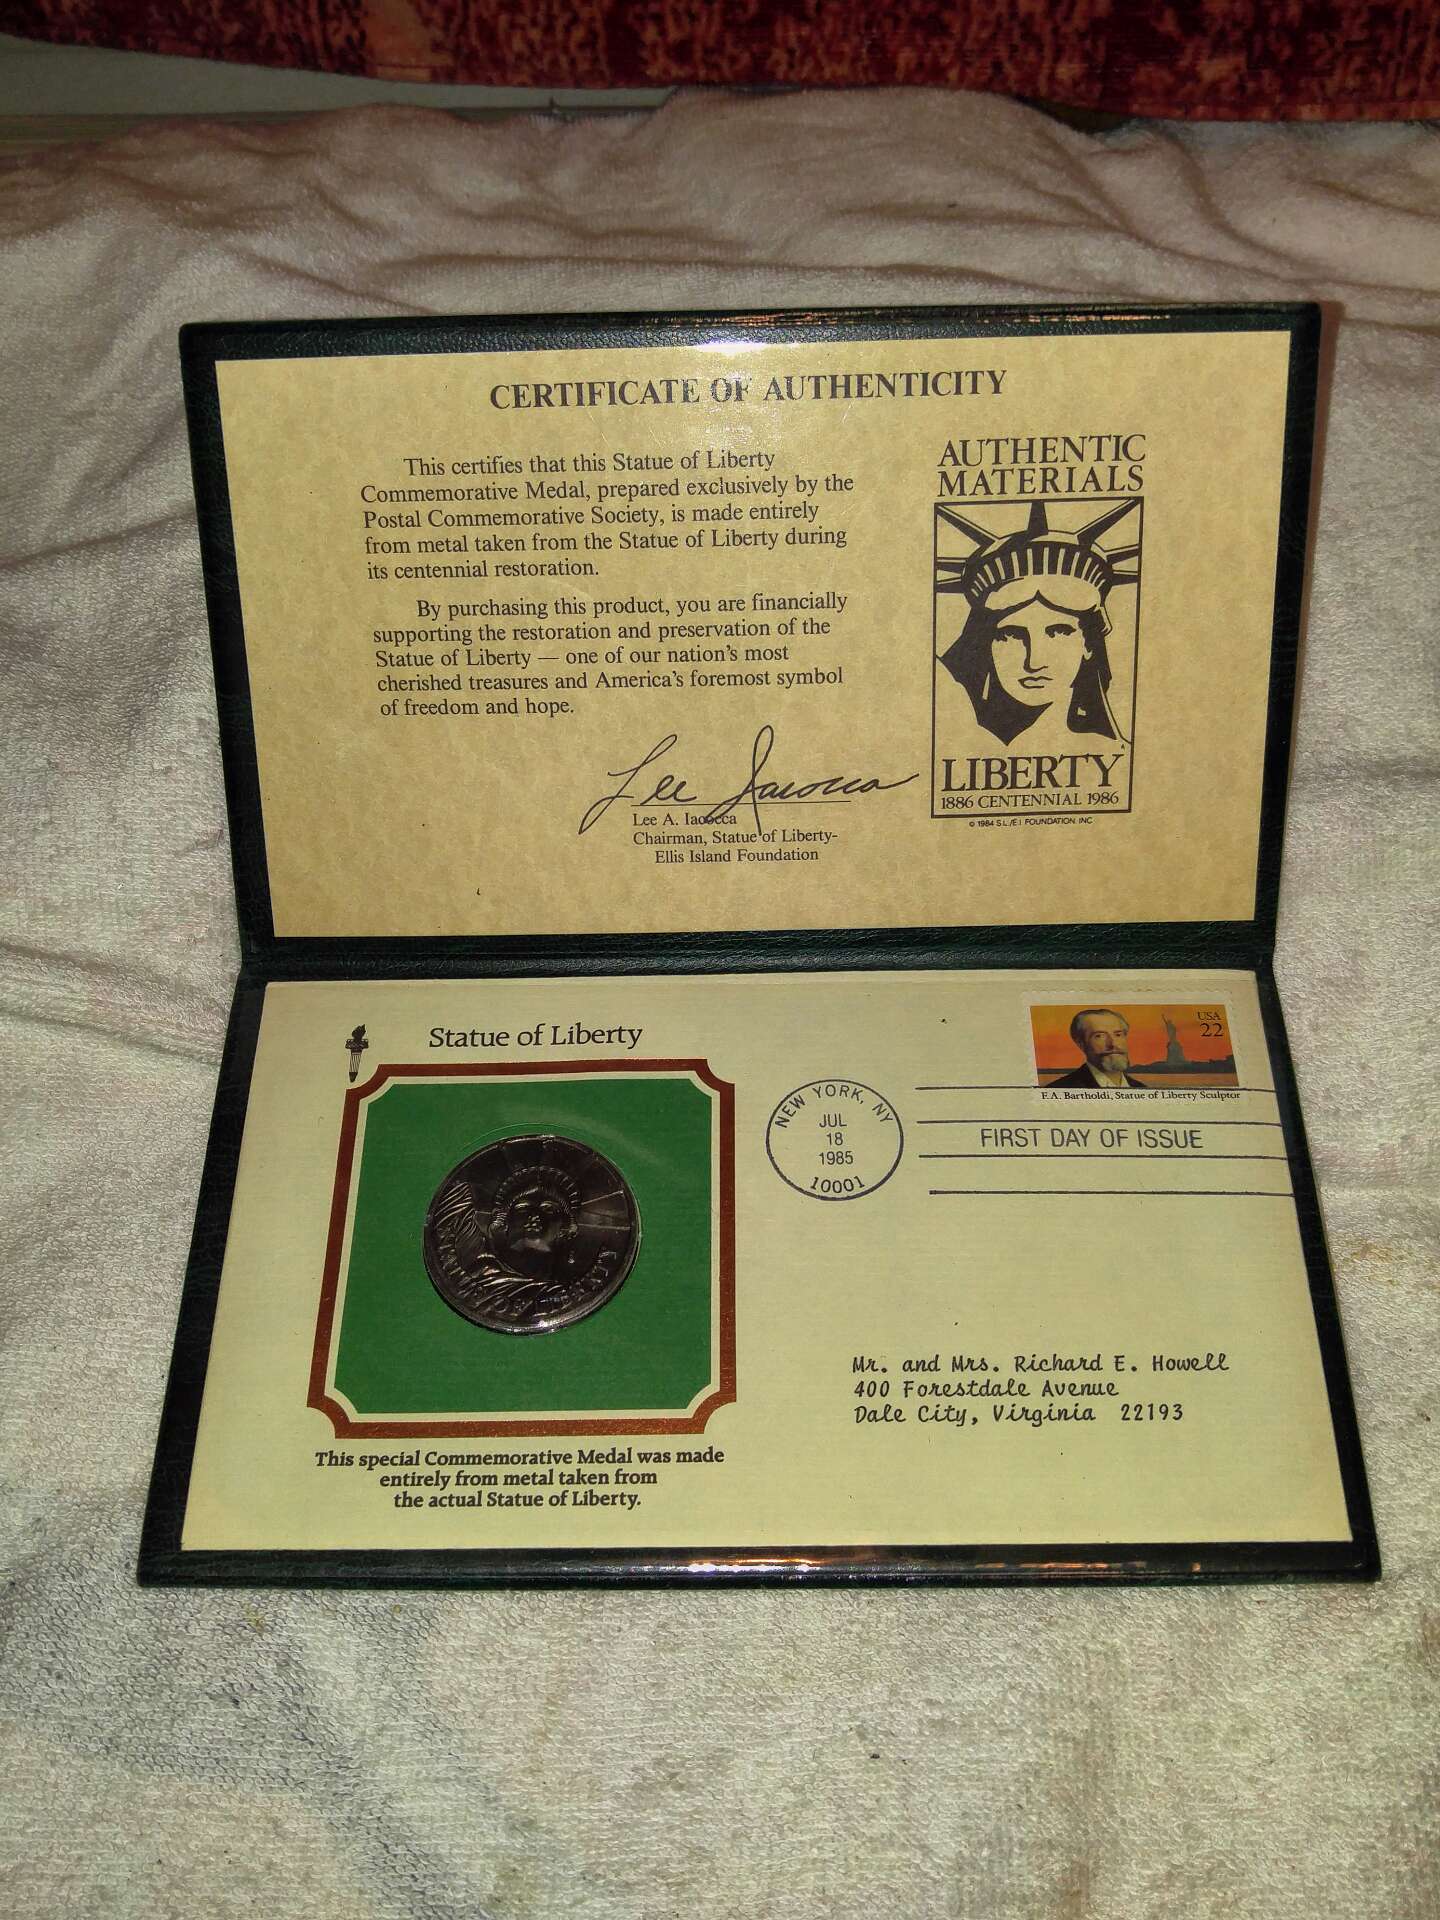 CERTIFICATE OF AUTHENTICITY
This certifies that this Statue of Liberty
Commemorative Medal, prepared exclusively by the
Postal Commemorative Society, is made entirely
from metal taken from the Statue of Liberty during
its centennial restoration.
By purchasing this product, you are financially
supporting the restoration and preservation of the
Statue of Liberty — one of our nation's most
cherished treasures and America's foremost symbol
of freedom and hope.
Lee Iacocca
Lee A. Iacocca
Chairman, Statue of Liberty-
Ellis Island Foundation
AUTHENTIC
MATERIALS
LIBERTY
1886 CENTENNIAL 1986
© 1984 S.L./E.I. FOUNDATION, INC
Statue of Liberty
STATUE OF LIBERTY
This special Commemorative Medal was made
entirely from metal taken from
the actual Statue of Liberty.
USA
22
F.A. Bartholdi, Statue of Liberty Sculptor
NEW YORK, NY
JUL
18
1985
10001
FIRST DAY OF ISSUE
Mr. and Mrs. Richard E. Howell
400 Forestdale Avenue
Dale City, Virginia 22193